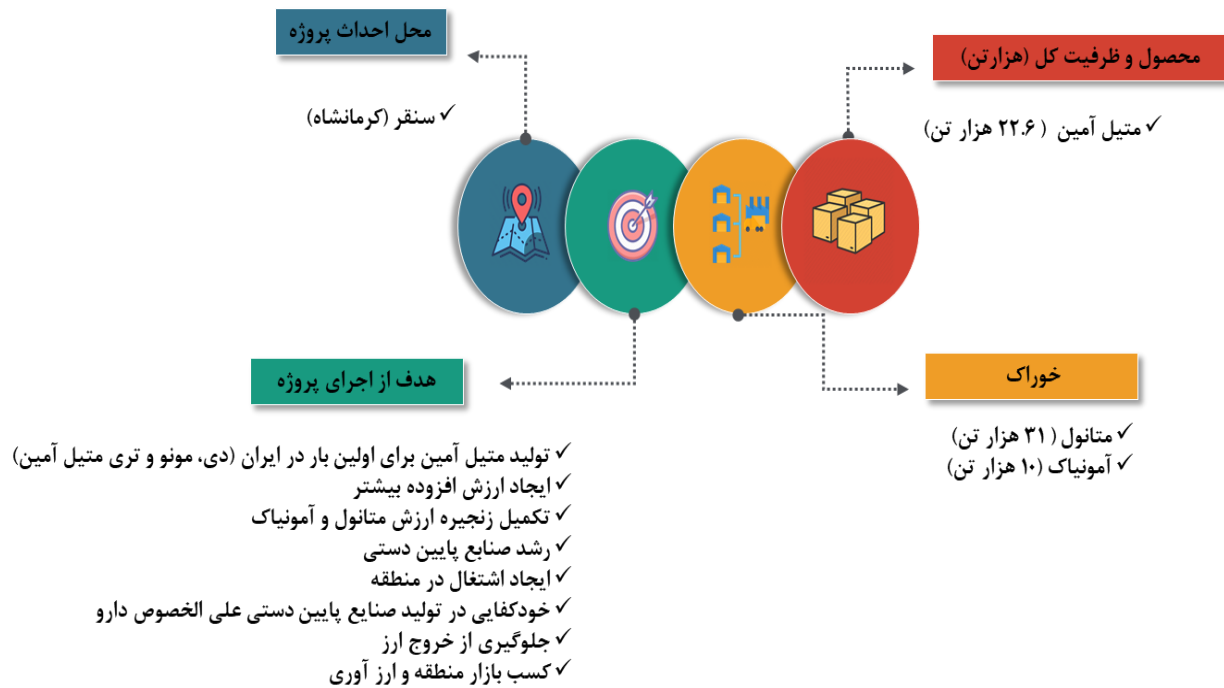 محصول و ظرفیت کل (هزارتن)
✓ متیل آمین ( ۲۲.۶ هزار تن)
محل احداث پروژه
✓ سنقر (کرمانشاه)
خوراک
✓ متانول ( ۳۱ هزار تن)
✓ آمونیاک (۱۰ هزار تن)
هدف از اجرای پروژه
✓ تولید متیل آمین برای اولین بار در ایران (دی، مونو و تری متیل آمین)
✓ ایجاد ارزش افزوده بیشتر
✓ تکمیل زنجیره ارزش متانول و آمونیاک
✓ رشد صنایع پایین دستی
✓ ایجاد اشتغال در منطقه
✓ خودکفایی در تولید صنایع پایین دستی علی الخصوص دارو
✓ جلوگیری از خروج ارز
✓ کسب بازار منطقه و ارز آوری